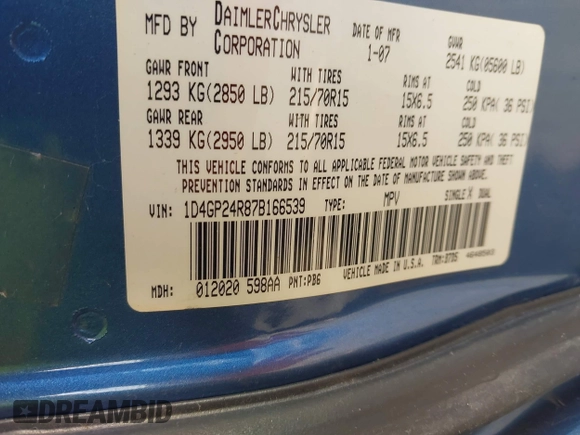 MFD BY DAIMLERCHRYSLER CORPORATION DATE OF MFR 1-07 GVWR 2541 KG(05600 LB)
GAWR FRONT WITH TIRES RIMS AT COLD
1293 KG(2850 LB) 215/70R15 15X6.5 250 KPA( 36 PSI)
GAWR REAR WITH TIRES RIMS AT COLD
1339 KG(2950 LB) 215/70R15 15X6.5 250 KPA( 36 PSI)
THIS VEHICLE CONFORMS TO ALL APPLICABLE FEDERAL MOTOR VEHICLE SAFETY AND THEFT
PREVENTION STANDARDS IN EFFECT ON THE DATE OF MANUFACTURE SHOWN ABOVE.
VIN: 1D4GP24R87B166539 TYPE: MPV SINGLE X DUAL
MDH: 012020 598AA PNT:PB6 VEHICLE MADE IN U.S.A. TRM:D7D5
DREAMBID